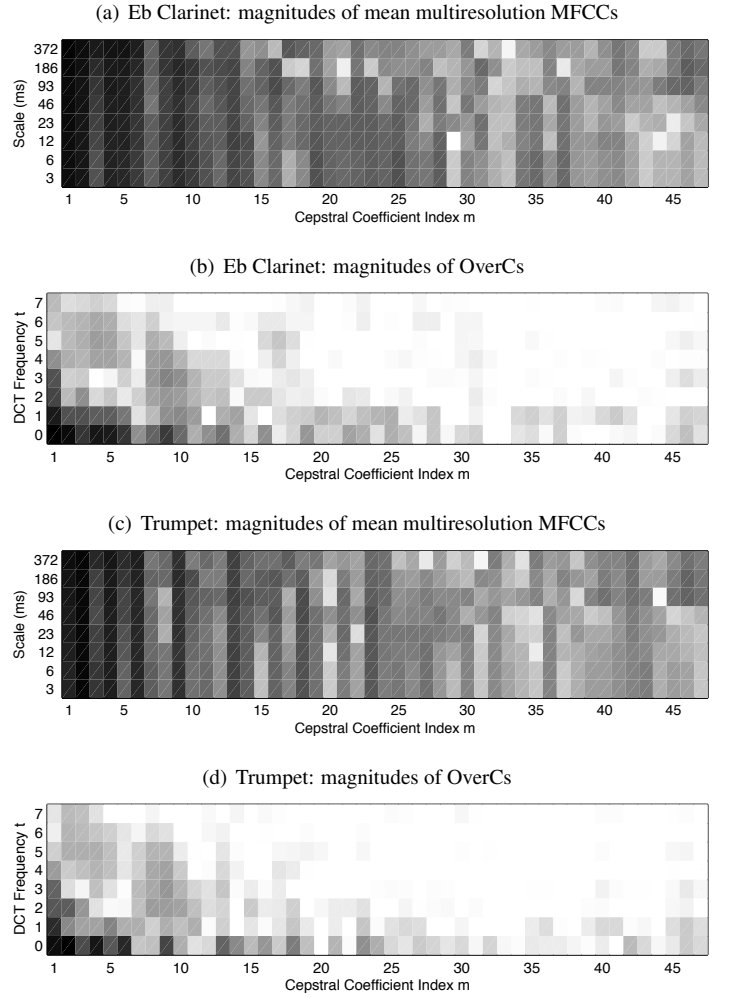 (a) Eb Clarinet: magnitudes of mean multiresolution MFCCs
Scale (ms)
372
186
93
46
23
12
6
3
1 5 10 15 20 25 30 35 40 45
Cepstral Coefficient Index m
(b) Eb Clarinet: magnitudes of OverCs
DCT Frequency t
7
6
5
4
3
2
1
0
1 5 10 15 20 25 30 35 40 45
Cepstral Coefficient Index m
(c) Trumpet: magnitudes of mean multiresolution MFCCs
Scale (ms)
372
186
93
46
23
12
6
3
1 5 10 15 20 25 30 35 40 45
Cepstral Coefficient Index m
(d) Trumpet: magnitudes of OverCs
DCT Frequency t
7
6
5
4
3
2
1
0
1 5 10 15 20 25 30 35 40 45
Cepstral Coefficient Index m